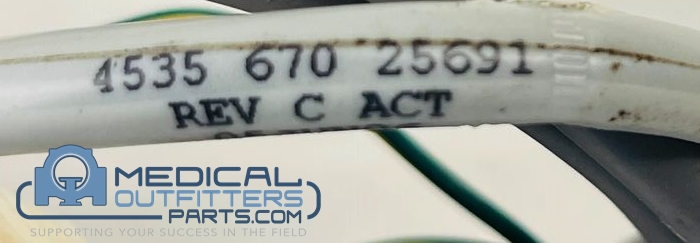 4535 670 25691
REV C ACT
MEDICAL
OUTFITTERS
PARTS.COM
SUPPORTING YOUR SUCCESS IN THE FIELD